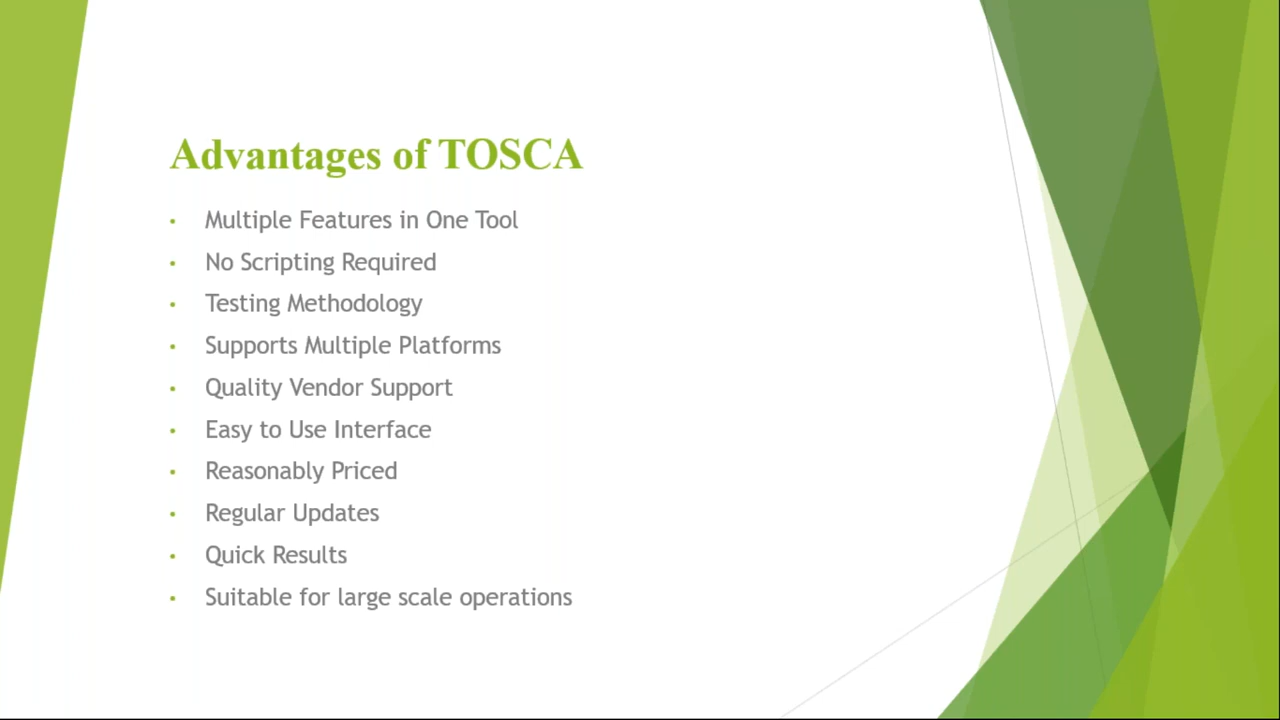 Advantages of TOSCA
• Multiple Features in One Tool
• No Scripting Required
• Testing Methodology
• Supports Multiple Platforms
• Quality Vendor Support
• Easy to Use Interface
• Reasonably Priced
• Regular Updates
• Quick Results
• Suitable for large scale operations